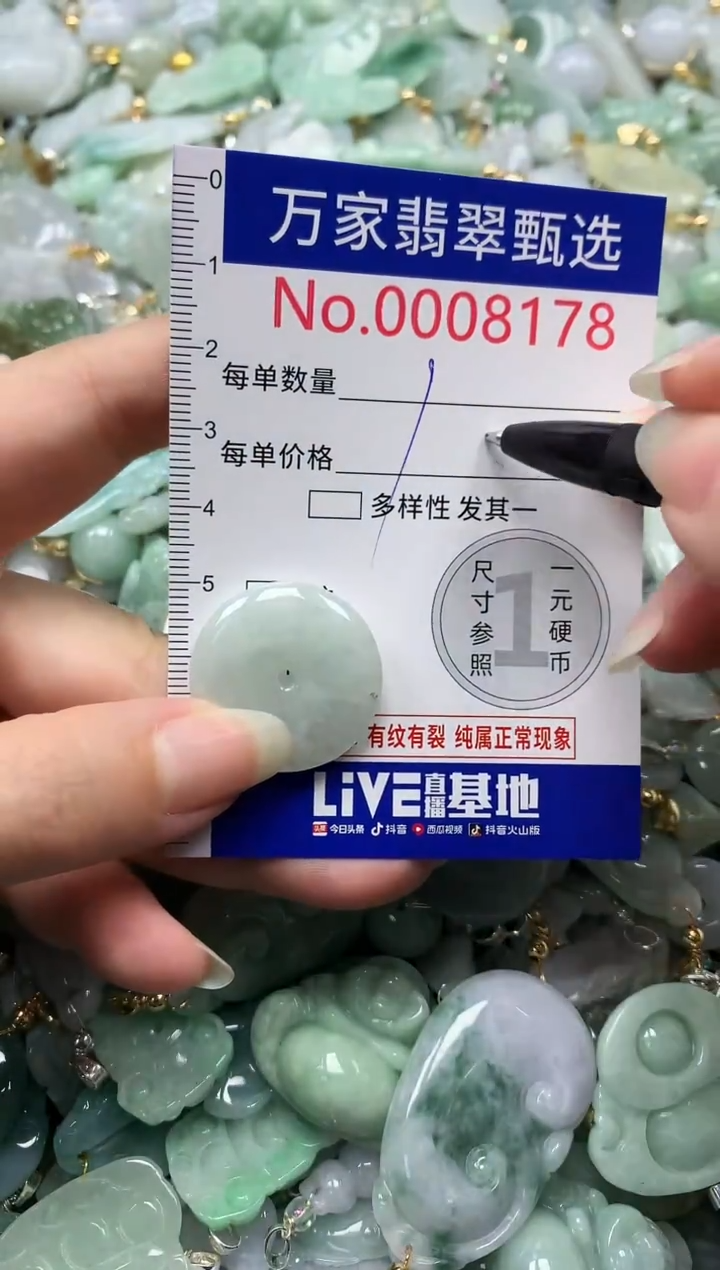 0
万家翡翠甄选
1
No.0008178
2
每单数量
3
每单价格
4
多样性 发其一
5
尺寸参照
1
一元硬币
有纹有裂 纯属正常现象
LiVE直播基地
头条 今日头条 抖音 西瓜视频 抖音火山版